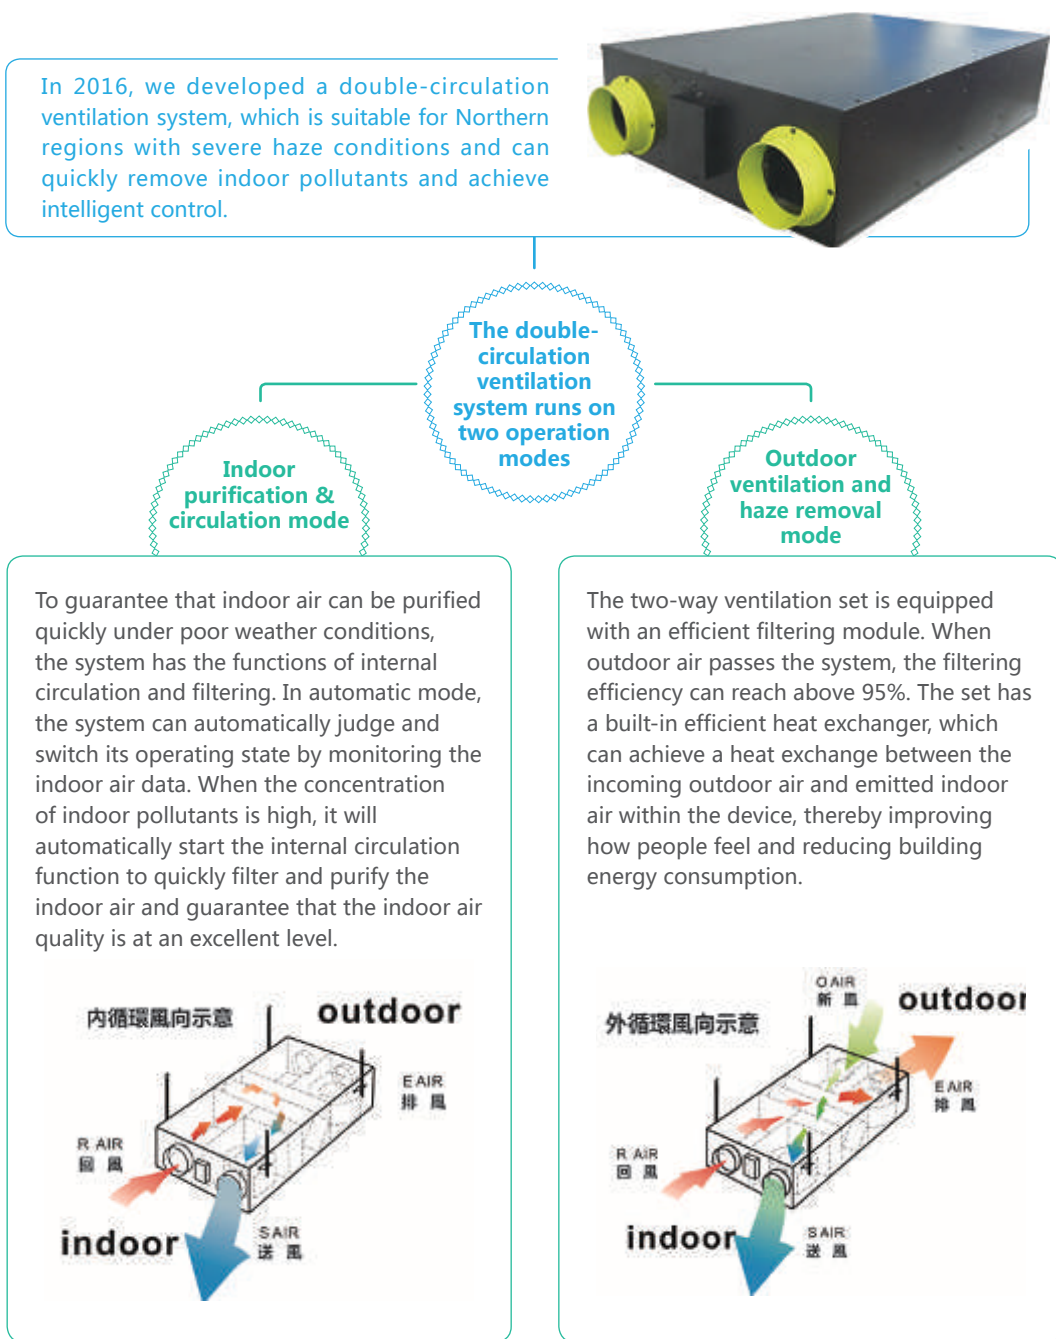 In 2016, we developed a double-circulation
ventilation system, which is suitable for Northern
regions with severe haze conditions and can
quickly remove indoor pollutants and achieve
intelligent control.
The double-
circulation
ventilation
system runs on
two operation
modes
Indoor
purification &
circulation mode
To guarantee that indoor air can be purified
quickly under poor weather conditions,
the system has the functions of internal
circulation and filtering. In automatic mode,
the system can automatically judge and
switch its operating state by monitoring the
indoor air data. When the concentration
of indoor pollutants is high, it will
automatically start the internal circulation
function to quickly filter and purify the
indoor air and guarantee that the indoor air
quality is at an excellent level.
內循環風向示意
outdoor
E AIR
排 風
R AIR
回 風
indoor
S AIR
送 風
Outdoor
ventilation and
haze removal
mode
The two-way ventilation set is equipped
with an efficient filtering module. When
outdoor air passes the system, the filtering
efficiency can reach above 95%. The set has
a built-in efficient heat exchanger, which
can achieve a heat exchange between the
incoming outdoor air and emitted indoor
air within the device, thereby improving
how people feel and reducing building
energy consumption.
O AIR
新 風
outdoor
外循環風向示意
E AIR
排 風
R AIR
回 風
indoor
S AIR
送 風